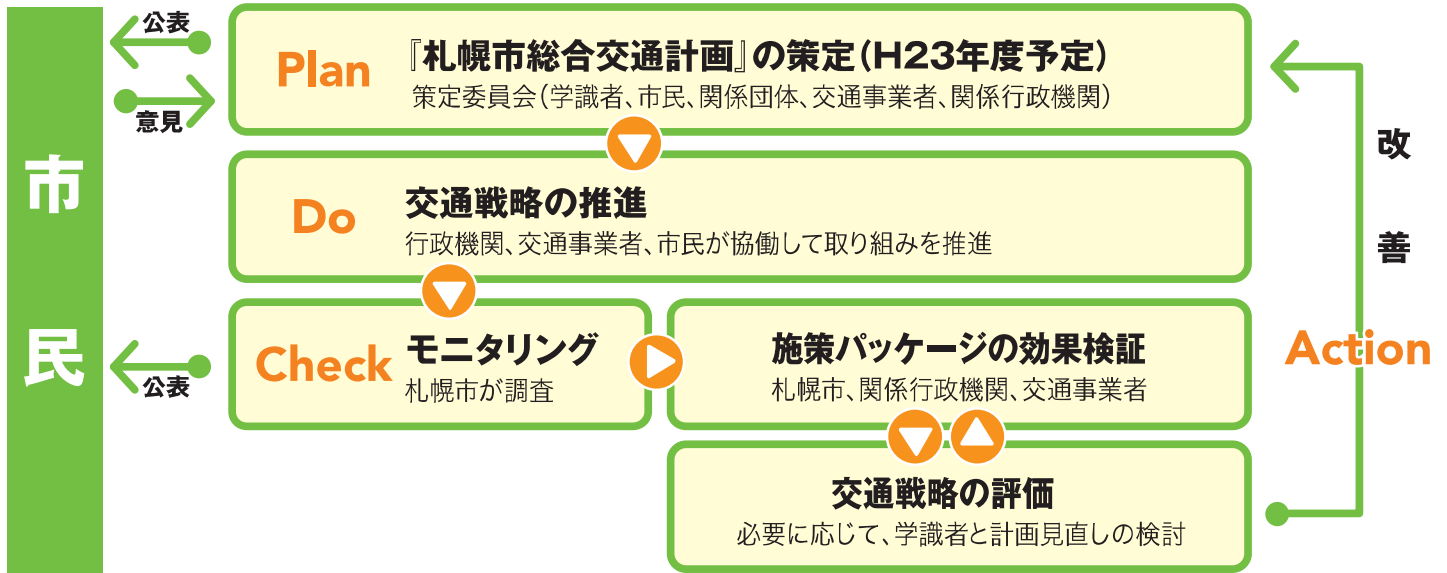 市民
公表
意見
Plan
『札幌市総合交通計画』の策定(H23年度予定)
策定委員会(学識者、市民、関係団体、交通事業者、関係行政機関)
Do
交通戦略の推進
行政機関、交通事業者、市民が協働して取り組みを推進
公表
Check
モニタリング
札幌市が調査
施策パッケージの効果検証
札幌市、関係行政機関、交通事業者
交通戦略の評価
必要に応じて、学識者と計画見直しの検討
改善
Action